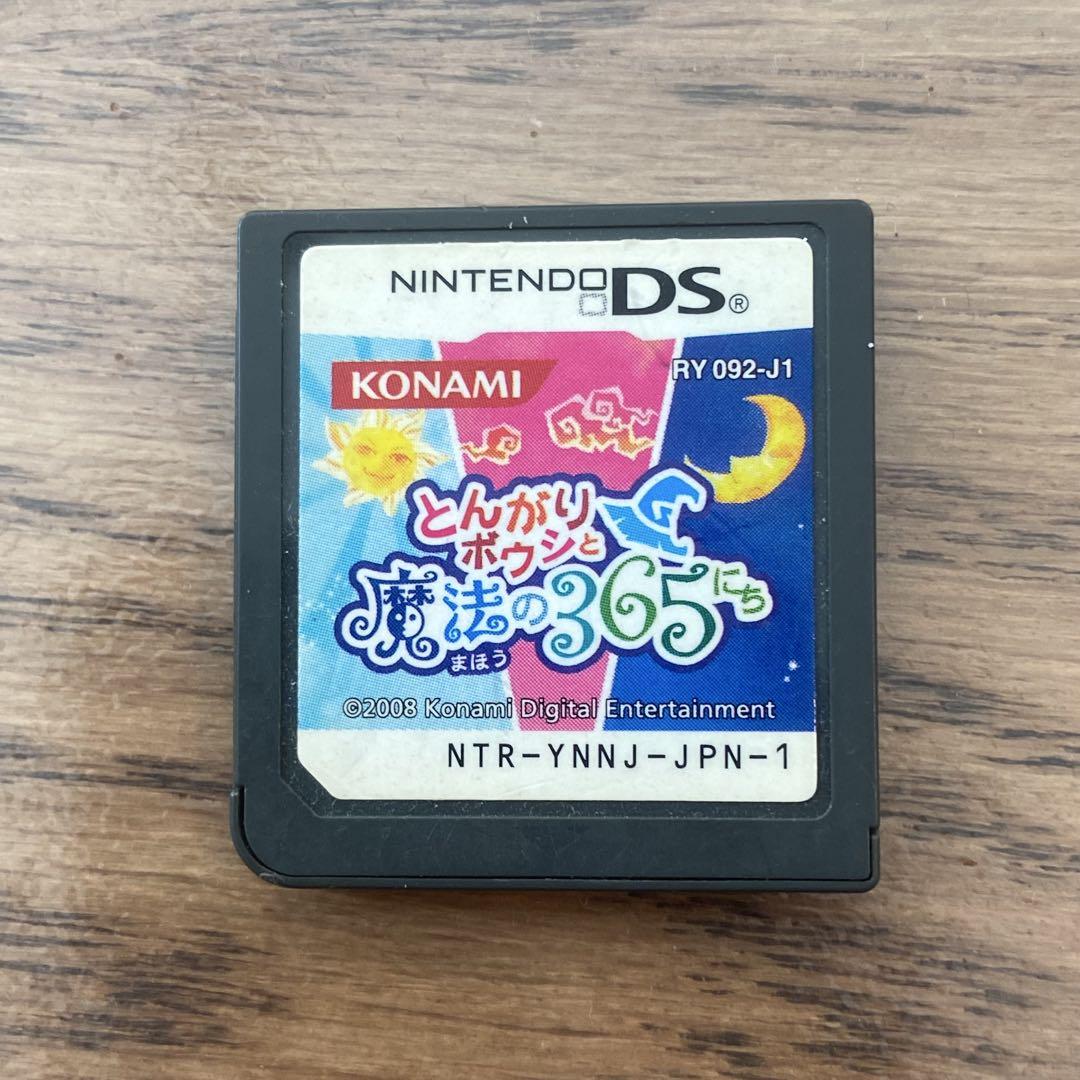 NINTENDO DS®
KONAMI
RY 092-J1
とんがり
ボウシと
魔法の365にち
まほう
©2008 Konami Digital Entertainment
NTR-YNNJ-JPN-1